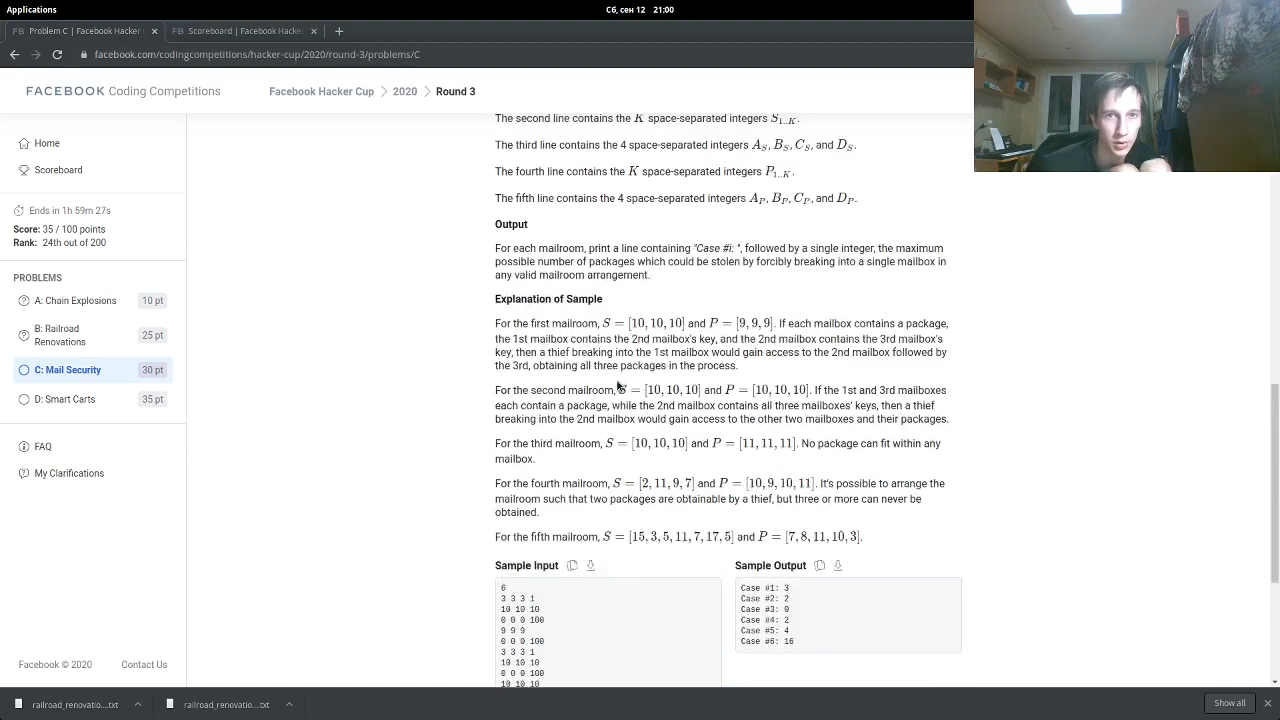 Applications
Сб, сен 12 21:00
Problem C | Facebook Hacker
Scoreboard | Facebook Hacker
facebook.com/codingcompetitions/hacker-cup/2020/round-3/problems/C
FACEBOOK Coding Competitions
Facebook Hacker Cup
2020
Round 3
Home
Scoreboard
Ends in 1h 59m 27s
Score: 35 / 100 points
Rank: 24th out of 200
PROBLEMS
A: Chain Explosions 10 pt
B: Railroad
Renovations 25 pt
C: Mail Security 30 pt
D: Smart Carts 35 pt
FAQ
My Clarifications
Facebook © 2020 Contact Us
The second line contains the K space-separated integers S1..K.
The third line contains the 4 space-separated integers AS, BS, CS, and DS.
The fourth line contains the K space-separated integers P1..K.
The fifth line contains the 4 space-separated integers AP, BP, CP, and DP.
Output
For each mailroom, print a line containing "Case #i: ", followed by a single integer, the maximum
possible number of packages which could be stolen by forcibly breaking into a single mailbox in
any valid mailroom arrangement.
Explanation of Sample
For the first mailroom, S = [10, 10, 10] and P = [9, 9, 9]. If each mailbox contains a package,
the 1st mailbox contains the 2nd mailbox's key, and the 2nd mailbox contains the 3rd mailbox's
key, then a thief breaking into the 1st mailbox would gain access to the 2nd mailbox followed by
the 3rd, obtaining all three packages in the process.
For the second mailroom, S = [10, 10, 10] and P = [10, 10, 10]. If the 1st and 3rd mailboxes
each contain a package, while the 2nd mailbox contains all three mailboxes' keys, then a thief
breaking into the 2nd mailbox would gain access to the other two mailboxes and their packages.
For the third mailroom, S = [10, 10, 10] and P = [11, 11, 11]. No package can fit within any
mailbox.
For the fourth mailroom, S = [2, 11, 9, 7] and P = [10, 9, 10, 11]. It's possible to arrange the
mailroom such that two packages are obtainable by a thief, but three or more can never be
obtained.
For the fifth mailroom, S = [15, 3, 5, 11, 7, 17, 5] and P = [7, 8, 11, 10, 3].
Sample Input
6
3 3 3 1
10 10 10
0 0 0 100
9 9 9
0 0 0 100
3 3 3 1
10 10 10
0 0 0 100
10 10 10
Sample Output
Case #1: 3
Case #2: 2
Case #3: 0
Case #4: 2
Case #5: 4
Case #6: 16
railroad_renovatio....txt
railroad_renovatio....txt
Show all